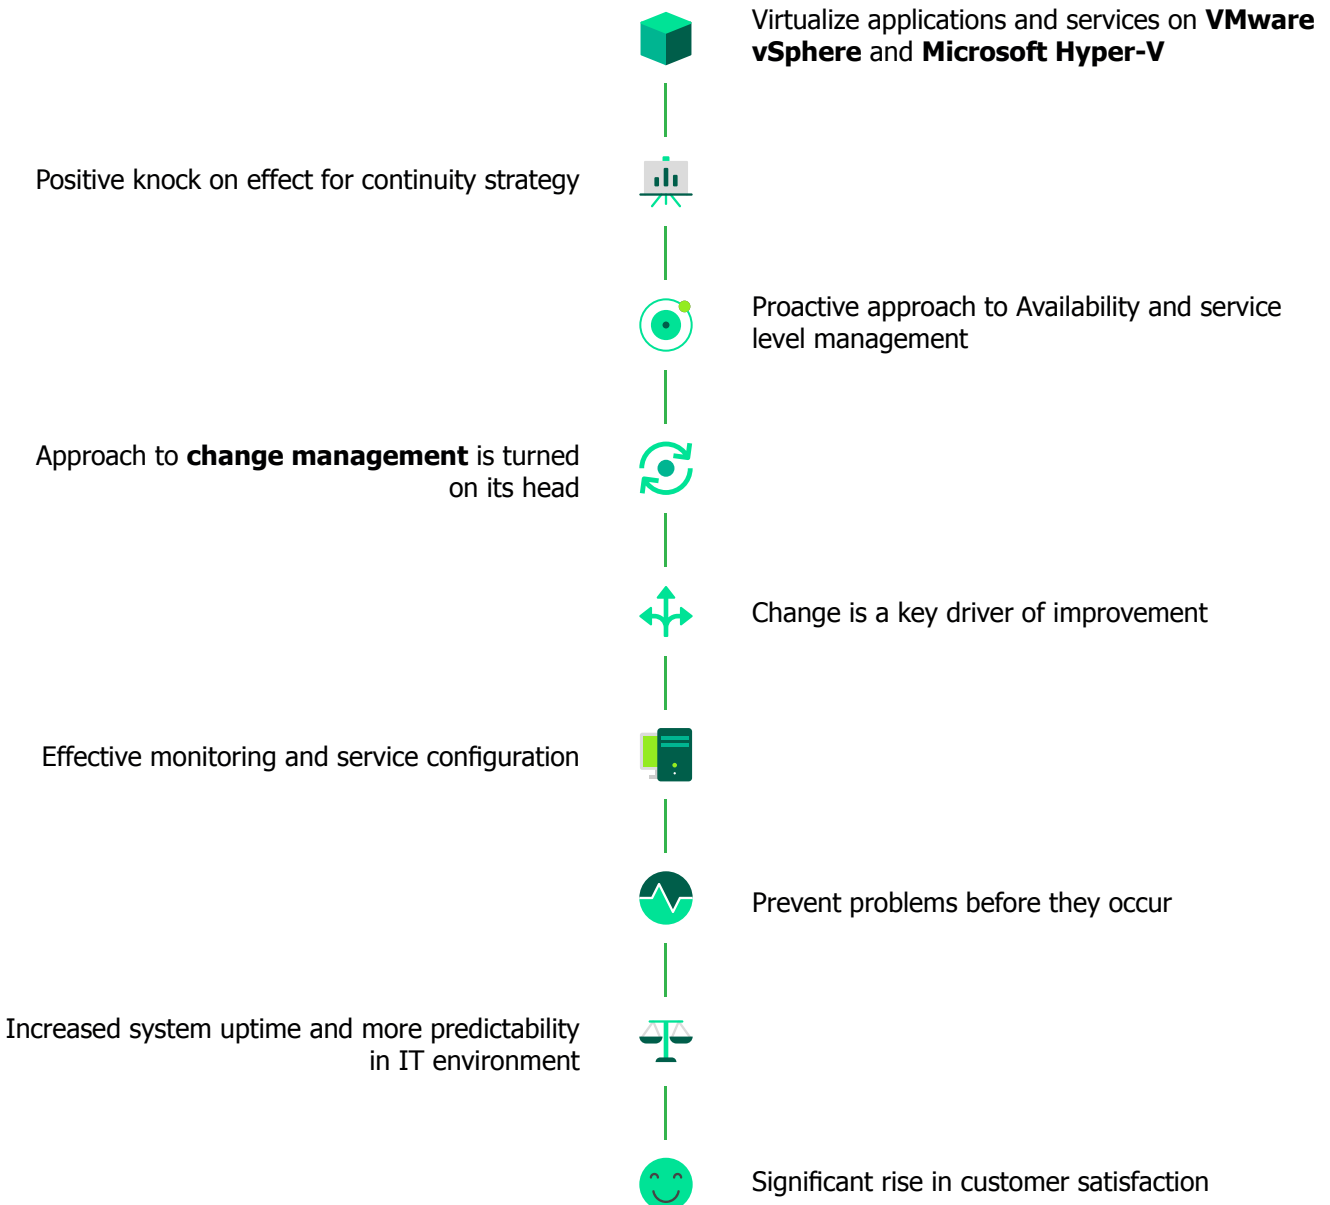 Virtualize applications and services on VMware
vSphere and Microsoft Hyper-V
Positive knock on effect for continuity strategy
Proactive approach to Availability and service
level management
Approach to change management is turned
on its head
Change is a key driver of improvement
Effective monitoring and service configuration
Prevent problems before they occur
Increased system uptime and more predictability
in IT environment
Significant rise in customer satisfaction